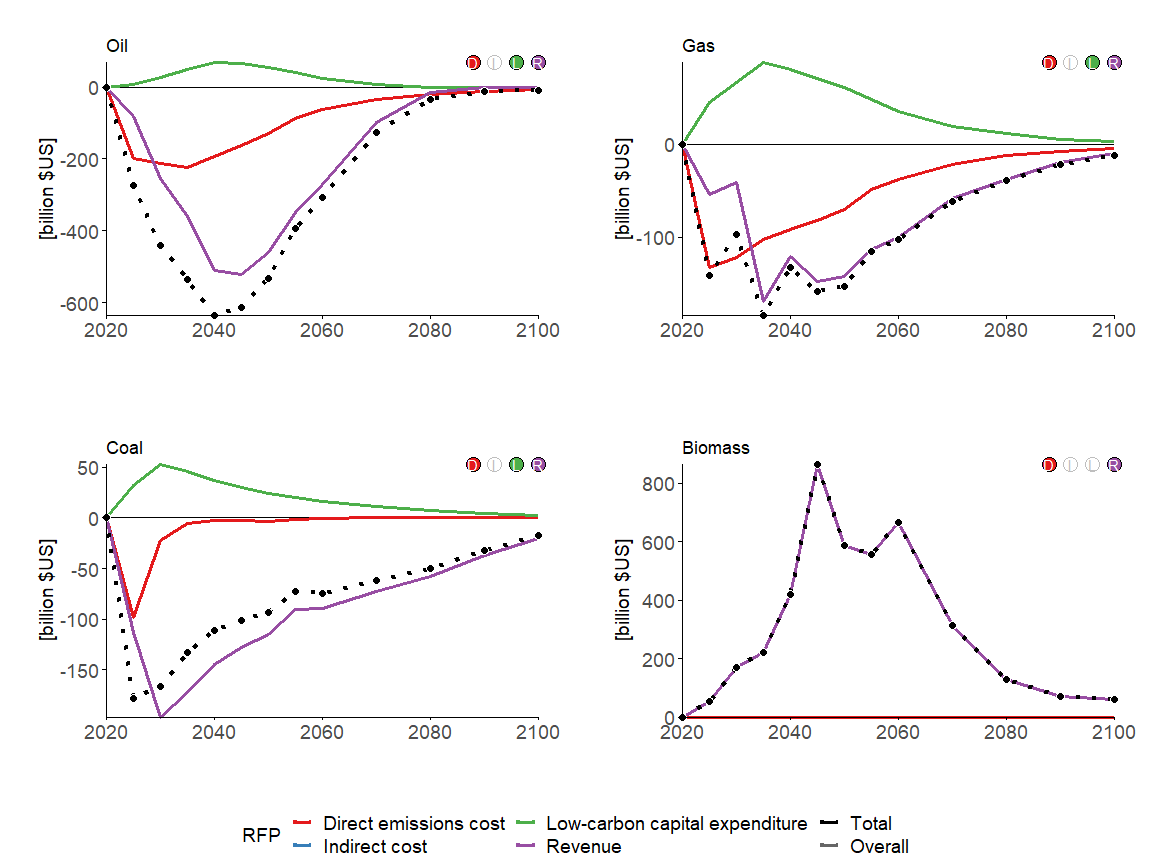 Oil
D I L R
[billion $US]
0
-200
-400
-600
2020 2040 2060 2080 2100
Gas
D I L R
[billion $US]
0
-100
2020 2040 2060 2080 2100
Coal
D I L R
[billion $US]
50
0
-50
-100
-150
2020 2040 2060 2080 2100
Biomass
D I L R
[billion $US]
800
600
400
200
0
2020 2040 2060 2080 2100
RFP
Direct emissions cost Low-carbon capital expenditure Total
Indirect cost Revenue Overall